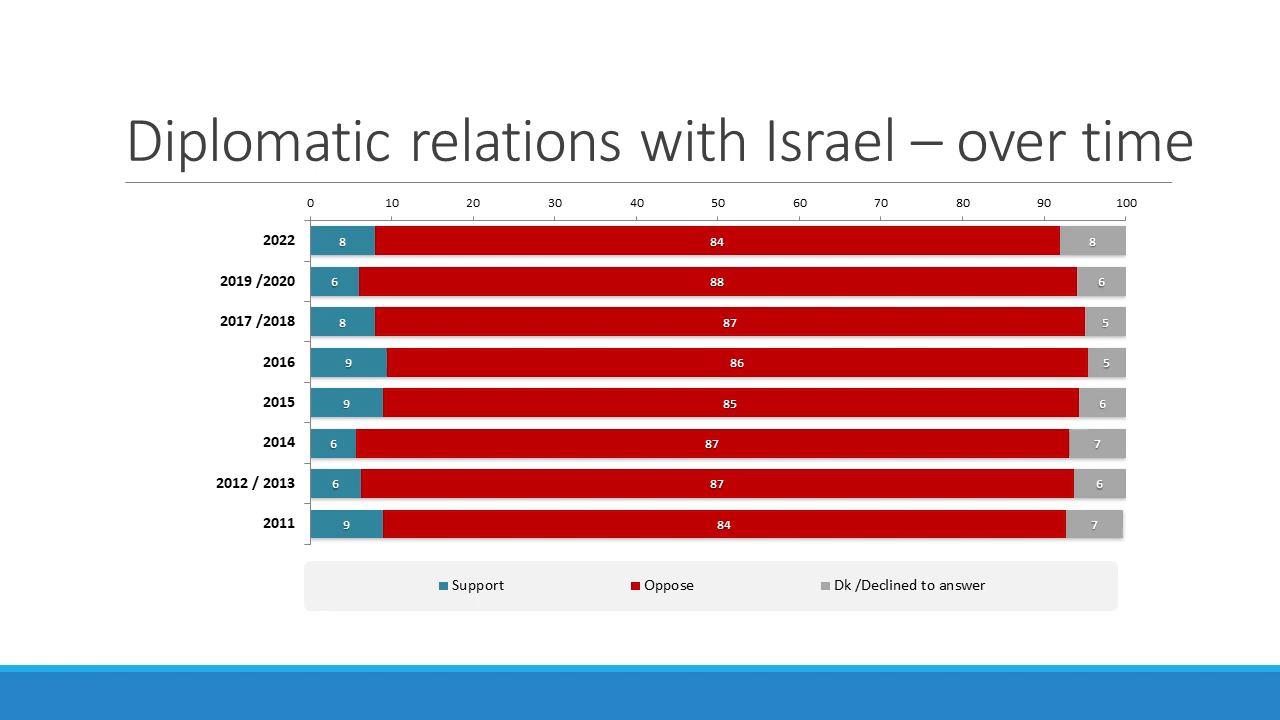 Diplomatic relations with Israel – over time
0 10 20 30 40 50 60 70 80 90 100
2022 8 84 8
2019 /2020 6 88 6
2017 /2018 8 87 5
2016 9 86 5
2015 9 85 6
2014 6 87 7
2012 / 2013 6 87 6
2011 9 84 7
Support Oppose Dk /Declined to answer